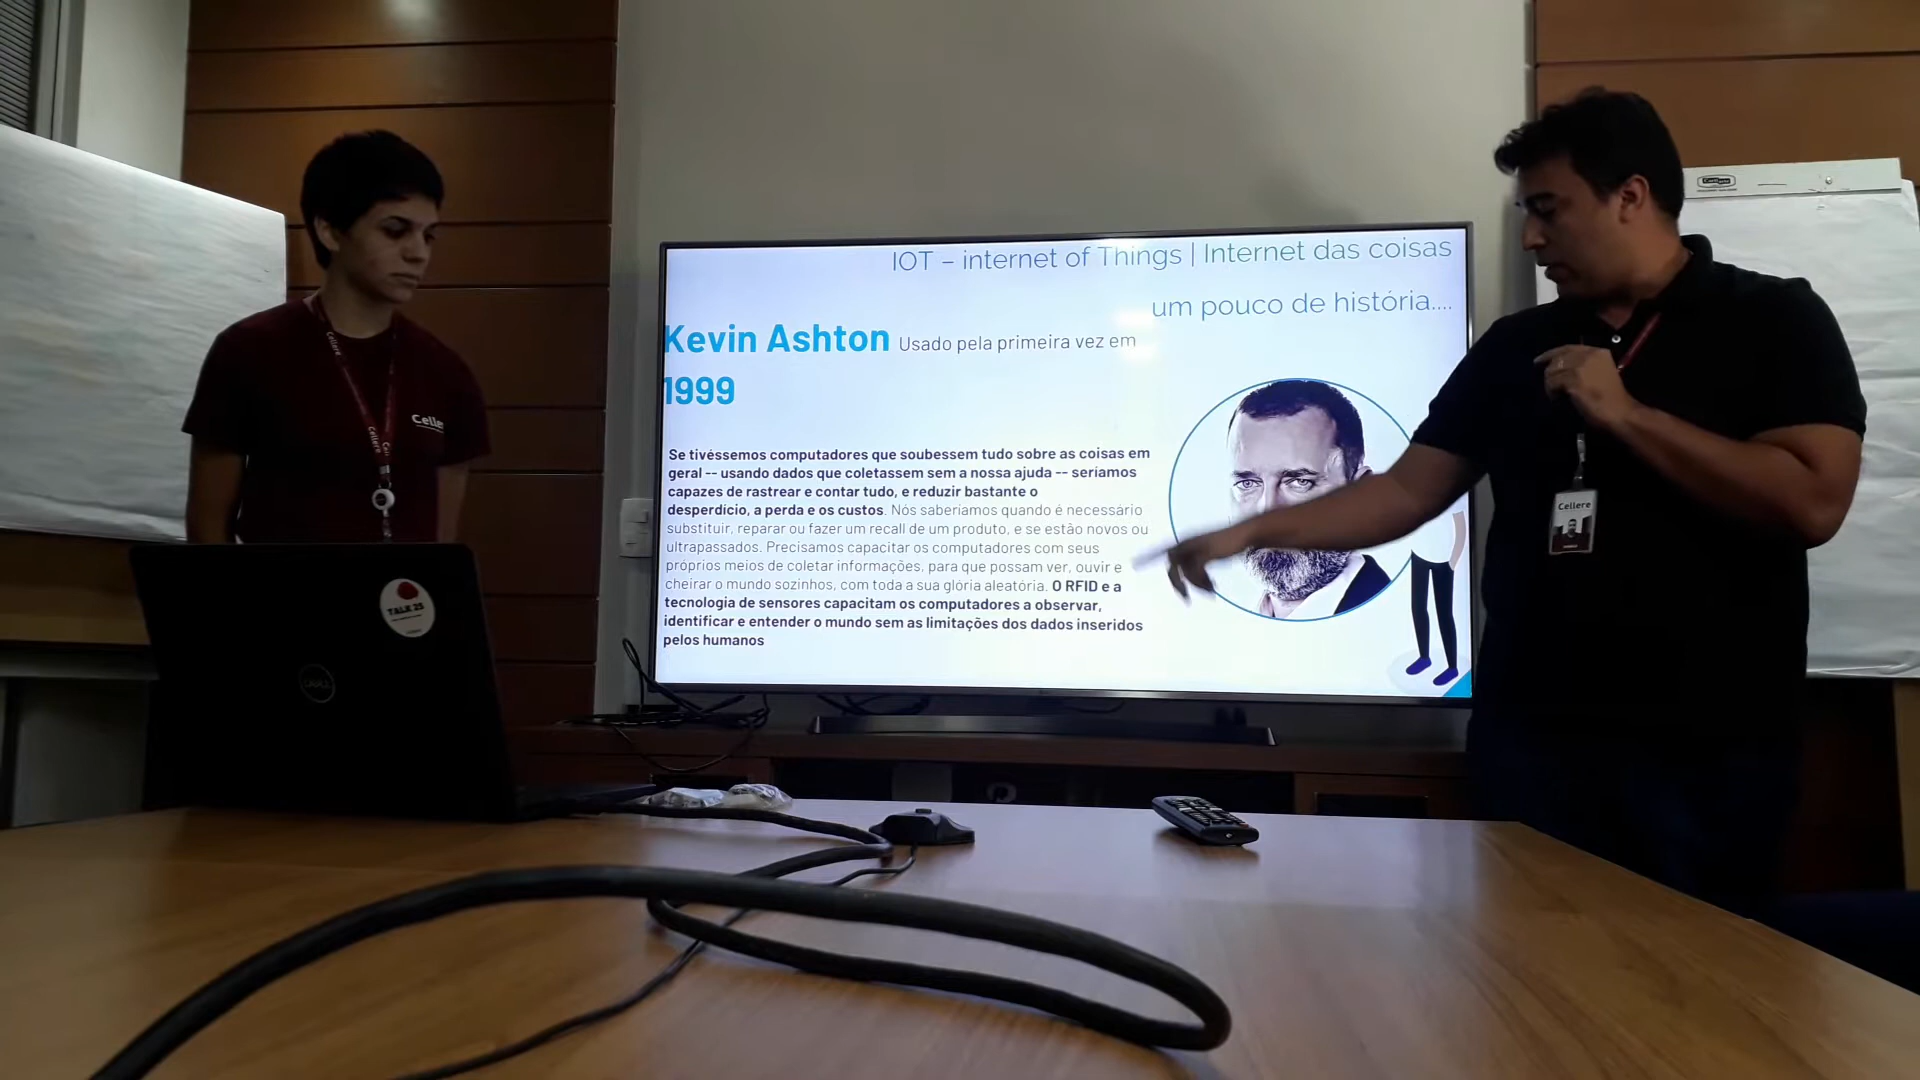 IOT – internet of Things | Internet das coisas
um pouco de história....
Kevin Ashton Usado pela primeira vez em
1999
Se tivéssemos computadores que soubessem tudo sobre as coisas em
geral -- usando dados que coletassem sem a nossa ajuda -- seríamos
capazes de rastrear e contar tudo, e reduzir bastante o
desperdício, a perda e os custos. Nós saberíamos quando é necessário
substituir, reparar ou fazer um recall de um produto, e se estão novos ou
ultrapassados. Precisamos capacitar os computadores com seus
próprios meios de coletar informações, para que possam ver, ouvir e
cheirar o mundo sozinhos, com toda a sua glória aleatória. O RFID e a
tecnologia de sensores capacitam os computadores a observar,
identificar e entender o mundo sem as limitações dos dados inseridos
pelos humanos
Cellere
Cellere
Celle
TALK 25
DELL
Cellere